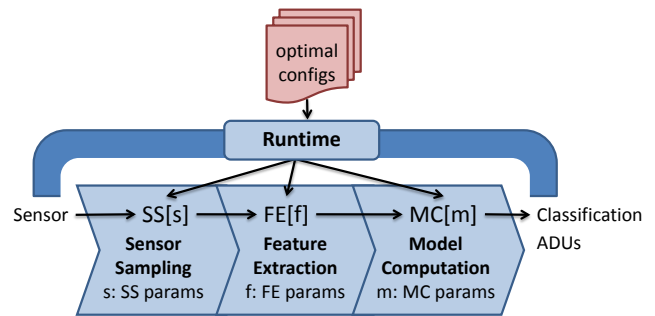 optimal
configs
Runtime
Sensor
SS[s]
FE[f]
MC[m]
Classification
ADUs
Sensor
Sampling
s: SS params
Feature
Extraction
f: FE params
Model
Computation
m: MC params